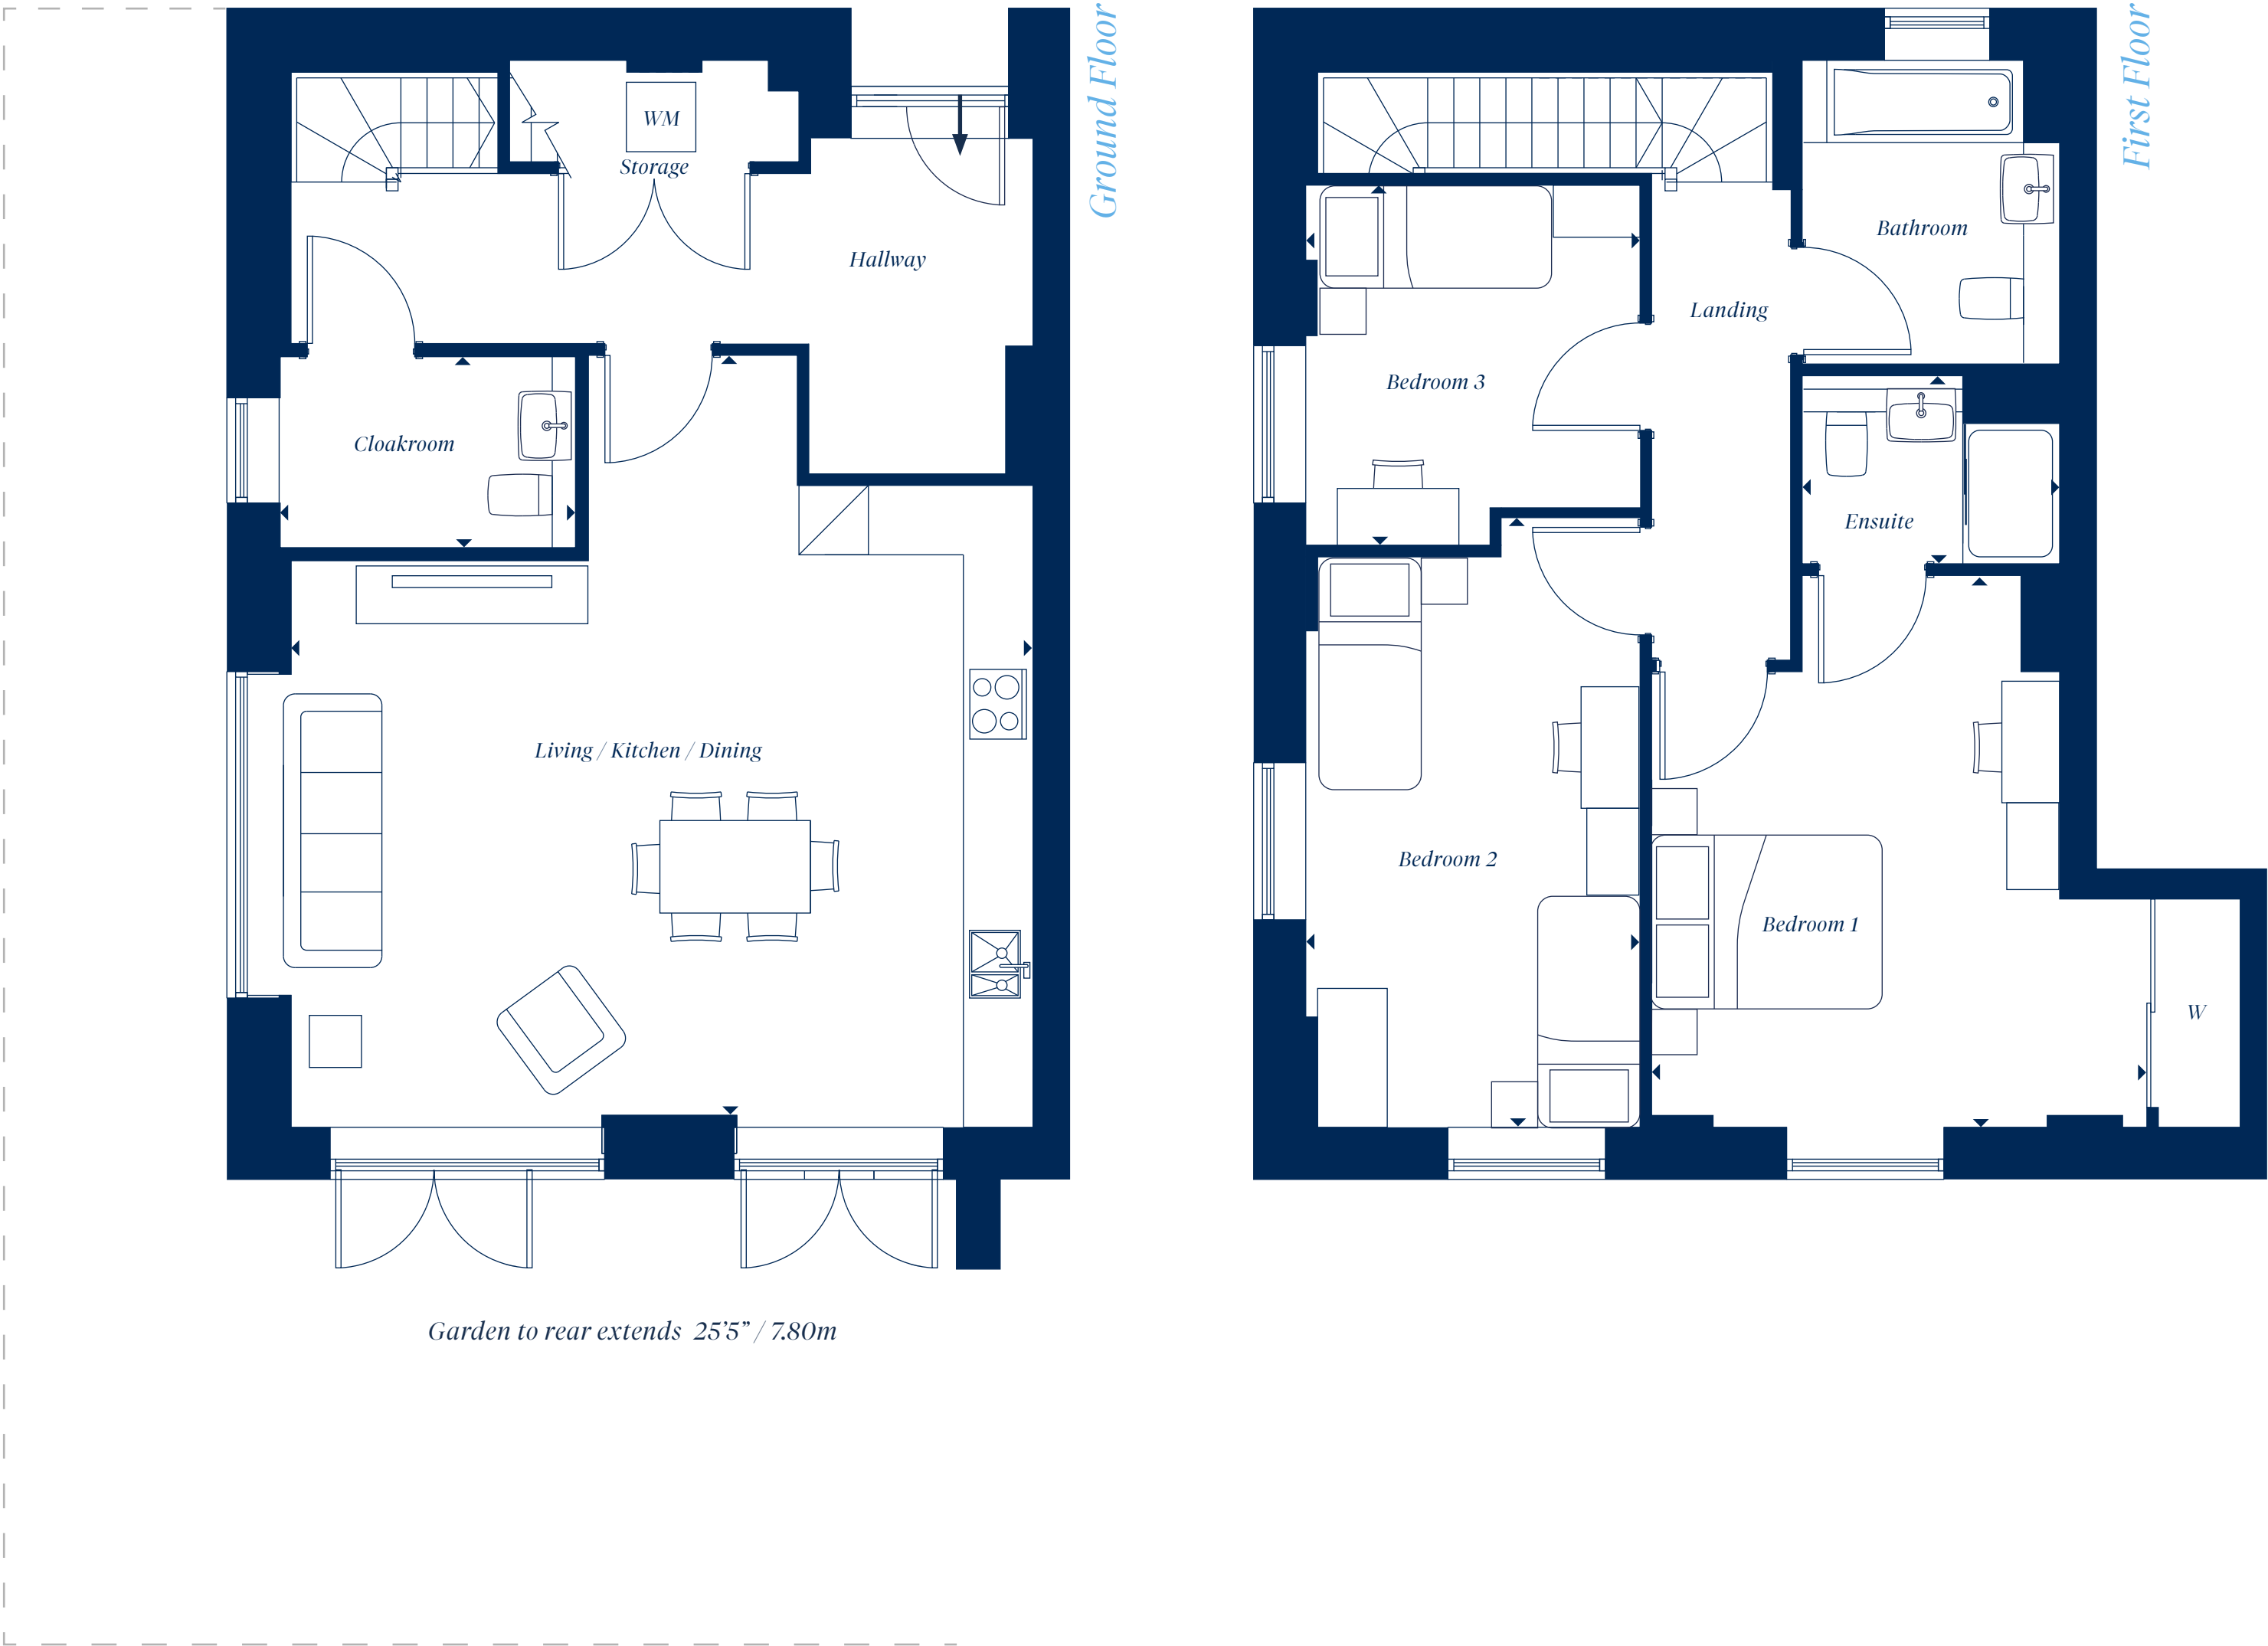 Ground Floor
WM
Storage
Hallway
Cloakroom
Living / Kitchen / Dining
Garden to rear extends 25’5” / 7.80m
First Floor
Bathroom
Landing
Bedroom 3
Ensuite
Bedroom 2
Bedroom 1
W